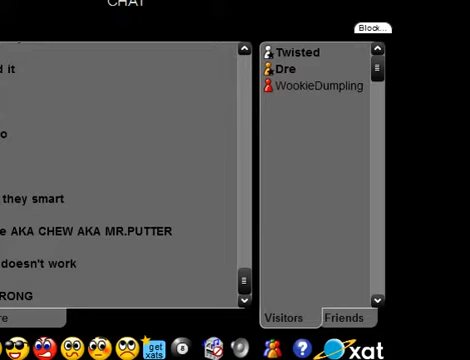 CHAT
Block...
d it
o
they smart
e AKA CHEW AKA MR.PUTTER
doesn't work
RONG
re
Twisted
Dre
WookieDumpling
Visitors
Friends
get
xats
8
?
xat